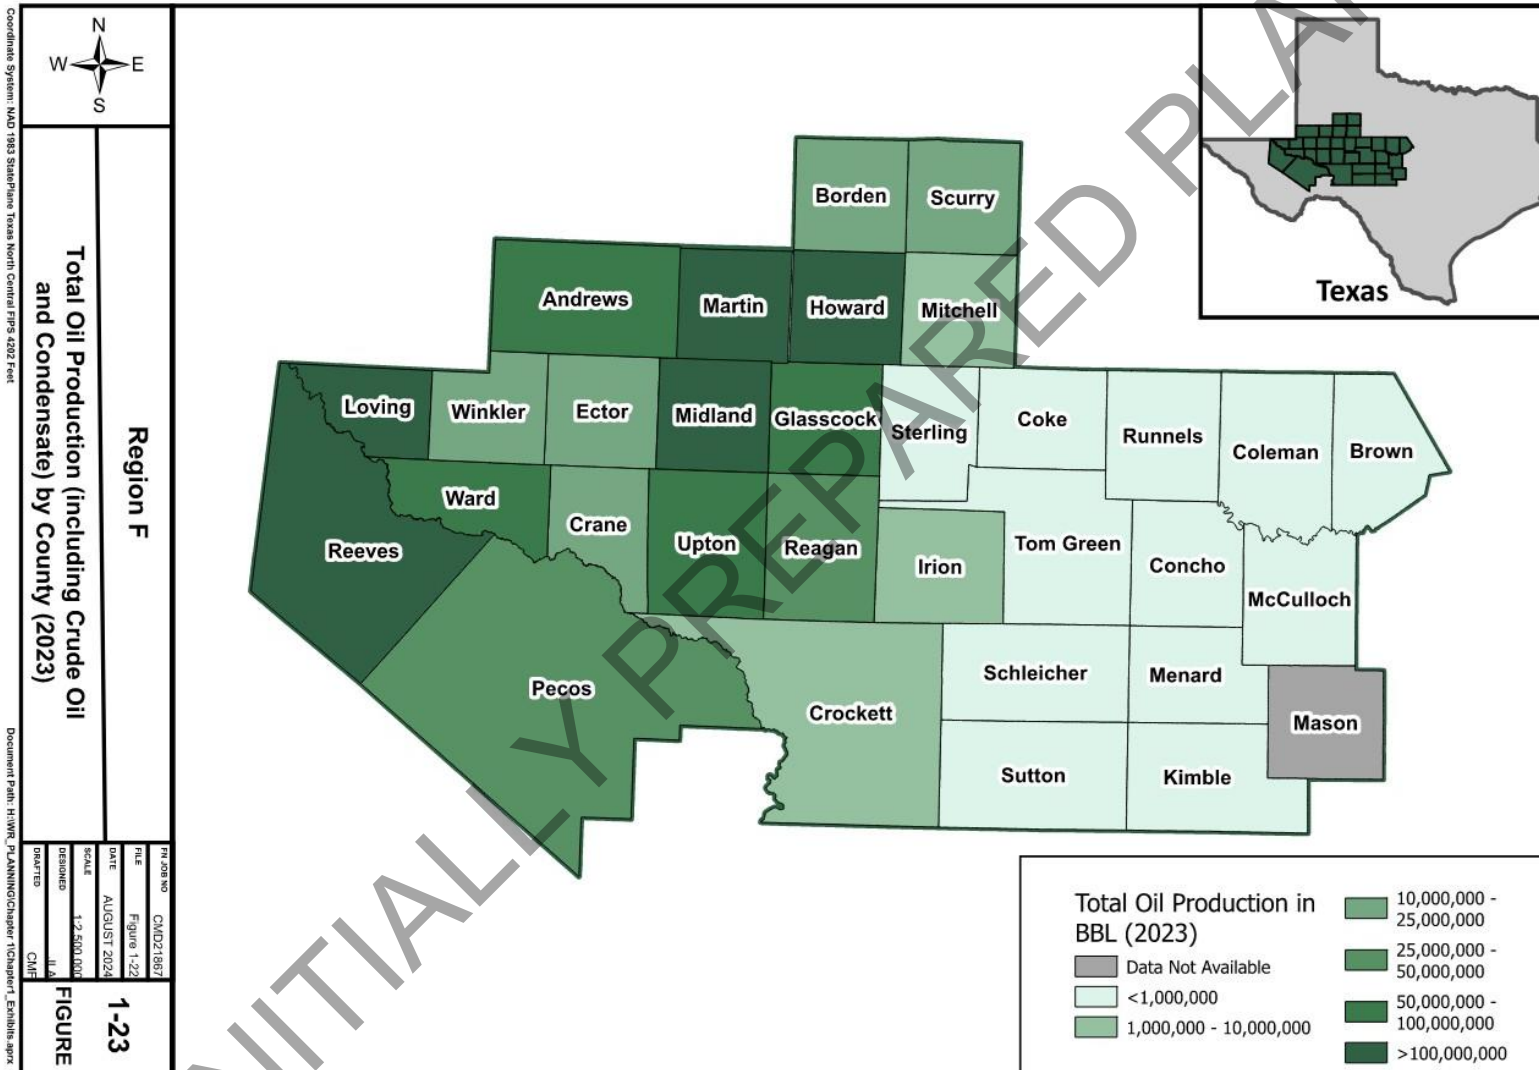 Coordinate System: NAD 1983 StatePlane Texas North Central FIPS 4202 Feet
Document Path: H:\WR_PLANNING\Chapter 1\Chapter1_Exhibits.aprx
N
W E
S
Region F
Total Oil Production (including Crude Oil
and Condensate) by County (2023)
FN JOB NO CMD21867
FILE Figure 1-22
DATE AUGUST 2024
SCALE 1:2,500,000
DESIGNED
DRAFTED CMF
1-23
FIGURE
INITIALLY PREPARED
Texas
Borden
Scurry
Andrews
Martin
Howard
Mitchell
Loving
Winkler
Ector
Midland
Glasscock
Sterling
Coke
Runnels
Coleman
Brown
Ward
Crane
Reeves
Upton
Reagan
Irion
Tom Green
Concho
McCulloch
Pecos
Crockett
Schleicher
Menard
Mason
Sutton
Kimble
Total Oil Production in
BBL (2023)
Data Not Available
<1,000,000
1,000,000 - 10,000,000
10,000,000 -
25,000,000
25,000,000 -
50,000,000
50,000,000 -
100,000,000
>100,000,000